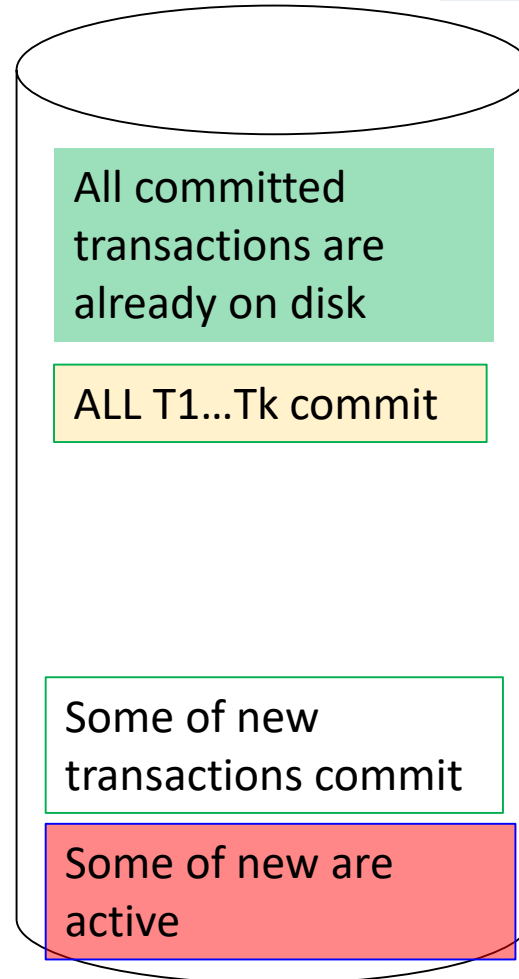 All committed
transactions are
already on disk
ALL T1...Tk commit
Some of new
transactions commit
Some of new are
active